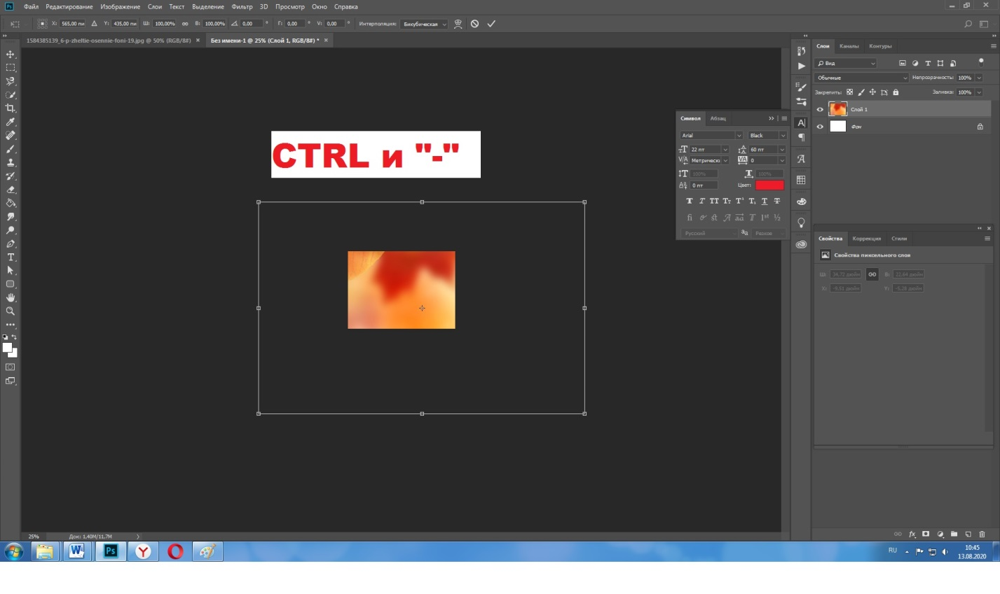 Ps Файл Редактирование Изображение Слои Текст Выделение Фильтр 3D Просмотр Окно Справка
X: 565,00 пи Y: 435,00 пи Ш: 100,00% В: 100,00% 0,00 ° Г: 0,00 ° V: 0,00 ° Интерполяция: Бикубическая
1584385139_6-p-zheltie-osennie-foni-19.jpg @ 50% (RGB/8#) × Без имени-1 @ 25% (Слой 1, RGB/8#) * ×
Слои Каналы Контуры
Вид
Обычные Непрозрачность: 100%
Закрепить: Заливка: 100%
Слой 1
Фон
Символ Абзац
Arial Black
22 пт 60 пт
Метрическ 0
100% 100%
0 пт Цвет:
Русский Резкое
CTRL и "-"
Свойства Коррекция Стили
Свойства пиксельного слоя
Ш: 34,72 дюйм В: 22,64 дюйм
X: -9,51 дюйм Y: -5,28 дюйм
25% Док: 1,40M/11,7M
RU 10:45
13.08.2020